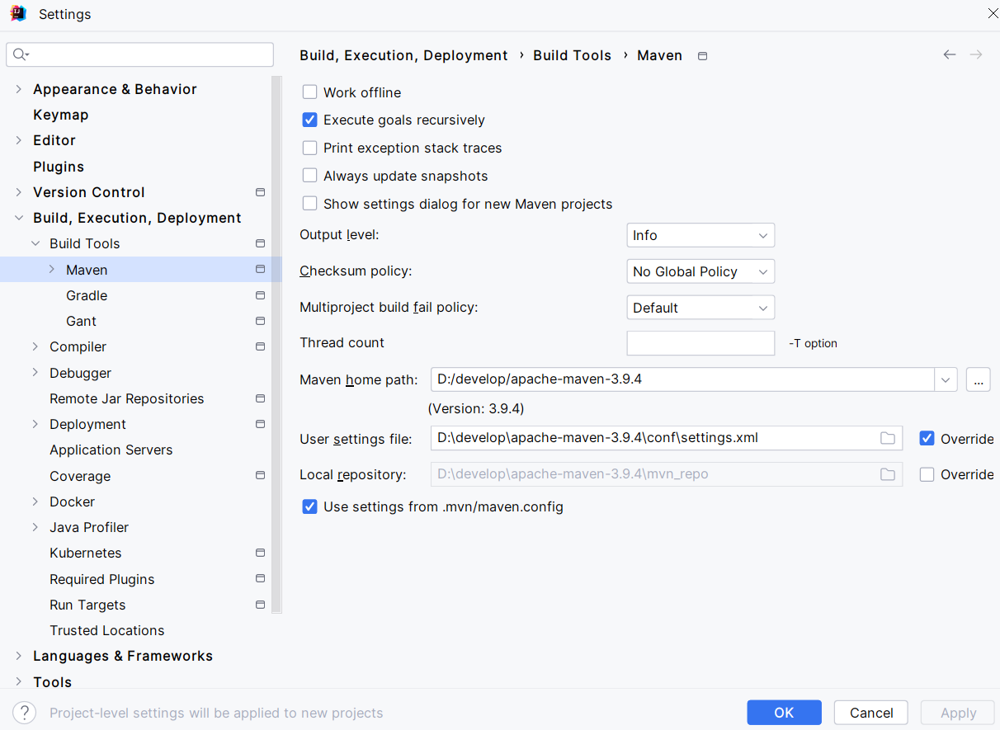 Settings
Appearance & Behavior
Keymap
Editor
Plugins
Version Control
Build, Execution, Deployment
Build Tools
Maven
Gradle
Gant
Compiler
Debugger
Remote Jar Repositories
Deployment
Application Servers
Coverage
Docker
Java Profiler
Kubernetes
Required Plugins
Run Targets
Trusted Locations
Languages & Frameworks
Tools
Build, Execution, Deployment › Build Tools › Maven
Work offline
Execute goals recursively
Print exception stack traces
Always update snapshots
Show settings dialog for new Maven projects
Output level: Info
Checksum policy: No Global Policy
Multiproject build fail policy: Default
Thread count -T option
Maven home path: D:/develop/apache-maven-3.9.4 ...
(Version: 3.9.4)
User settings file: D:\develop\apache-maven-3.9.4\conf\settings.xml Override
Local repository: D:\develop\apache-maven-3.9.4\mvn_repo Override
Use settings from .mvn/maven.config
? Project-level settings will be applied to new projects
OK Cancel Apply